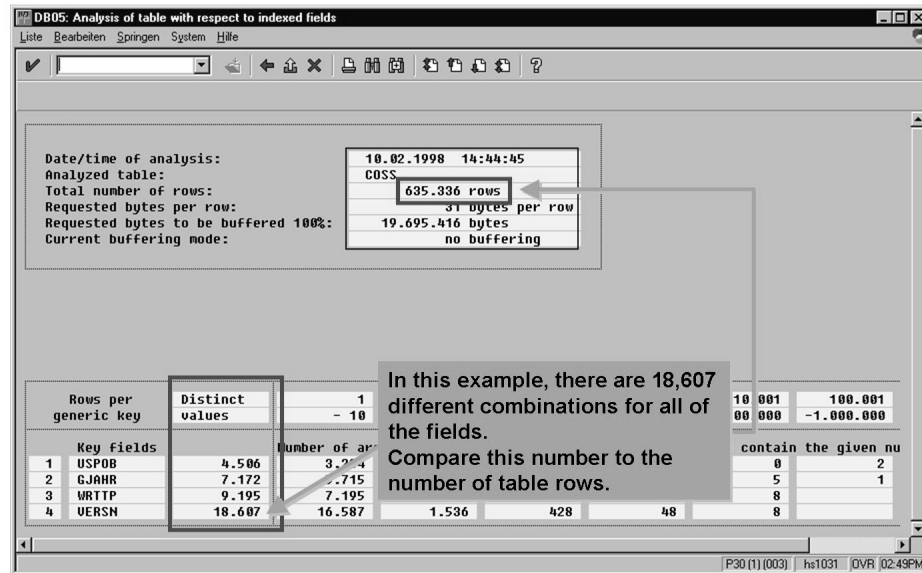 DB05: Analysis of table with respect to indexed fields
Liste Bearbeiten Springen System Hilfe
Date/time of analysis: 10.02.1998 14:44:45
Analyzed table: COSS
Total number of rows: 635.336 rows
Requested bytes per row: 31 bytes per row
Requested bytes to be buffered 100%: 19.695.416 bytes
Current buffering mode: no buffering
In this example, there are 18,607
different combinations for all of
the fields.
Compare this number to the
number of table rows.
Rows per Distinct 1 100.001
generic key values - 10 -1.000.000
Key fields Number of contain the given nu
1 USPOB 4.506 0 2
2 GJAHR 7.172 5 1
3 WRTTP 9.195 7.195 8
4 VERSN 18.607 16.587 1.536 428 48 8
P30 (1) (003) hs1031 OVR 02:49PM